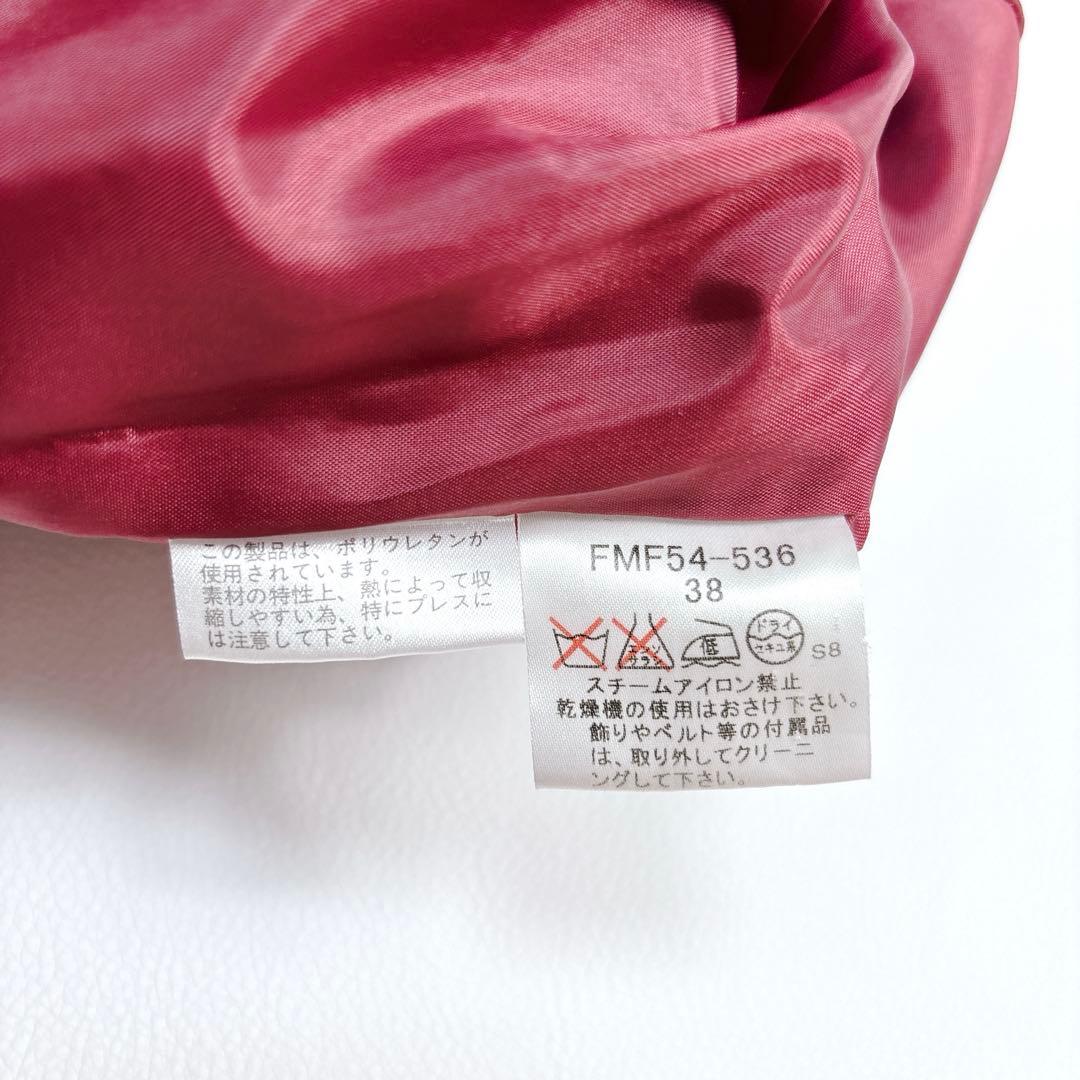 この製品は、ポリウレタンが
使用されています。
素材の特性上、熱によって収
縮しやすい為、特にプレスに
は注意して下さい。
FMF54-536
38
エンソ
サラシ
低
ドライ
セキユ系
S8
スチームアイロン禁止
乾燥機の使用はおさけ下さい。
飾りやベルト等の付属品
は、取り外してクリーニ
ングして下さい。